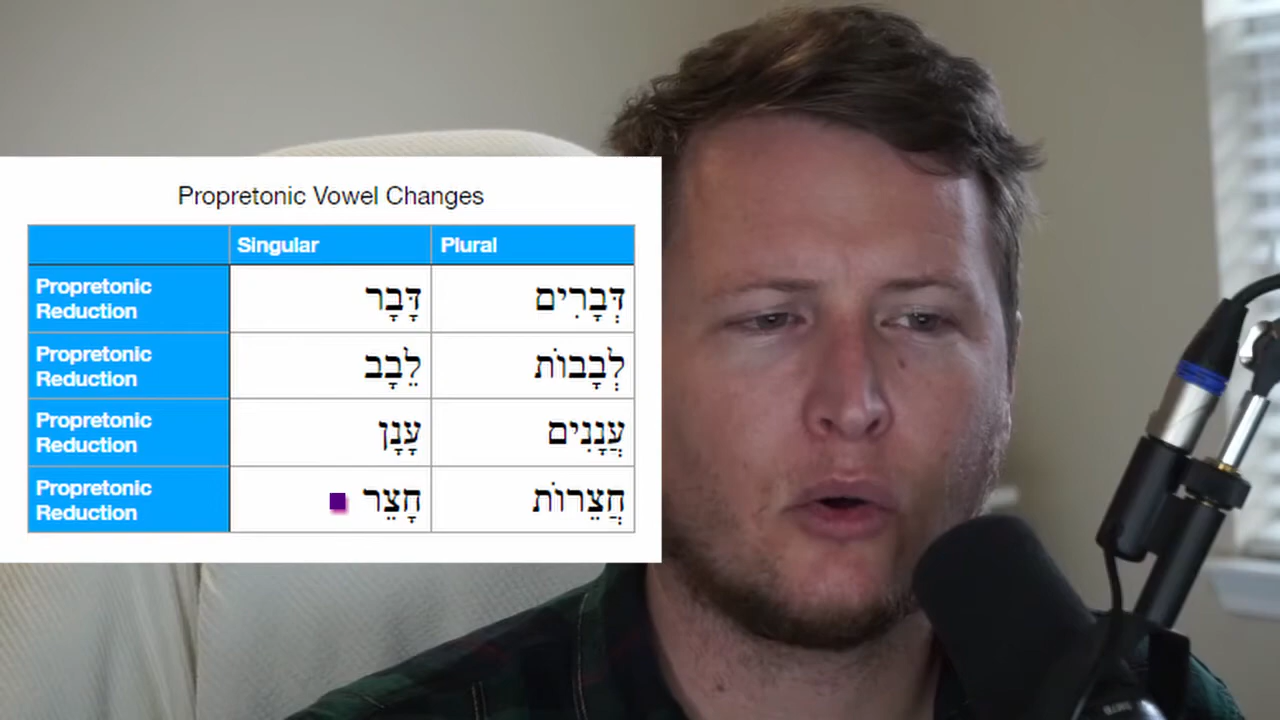 Propretonic Vowel Changes
Singular Plural
Propretonic
Reduction
דָּבָר דְּבָרִים
Propretonic
Reduction
לֵבָב לְבָבוֹת
Propretonic
Reduction
עָנָן עֲנָנִים
Propretonic
Reduction
חָצֵר חֲצֵרוֹת